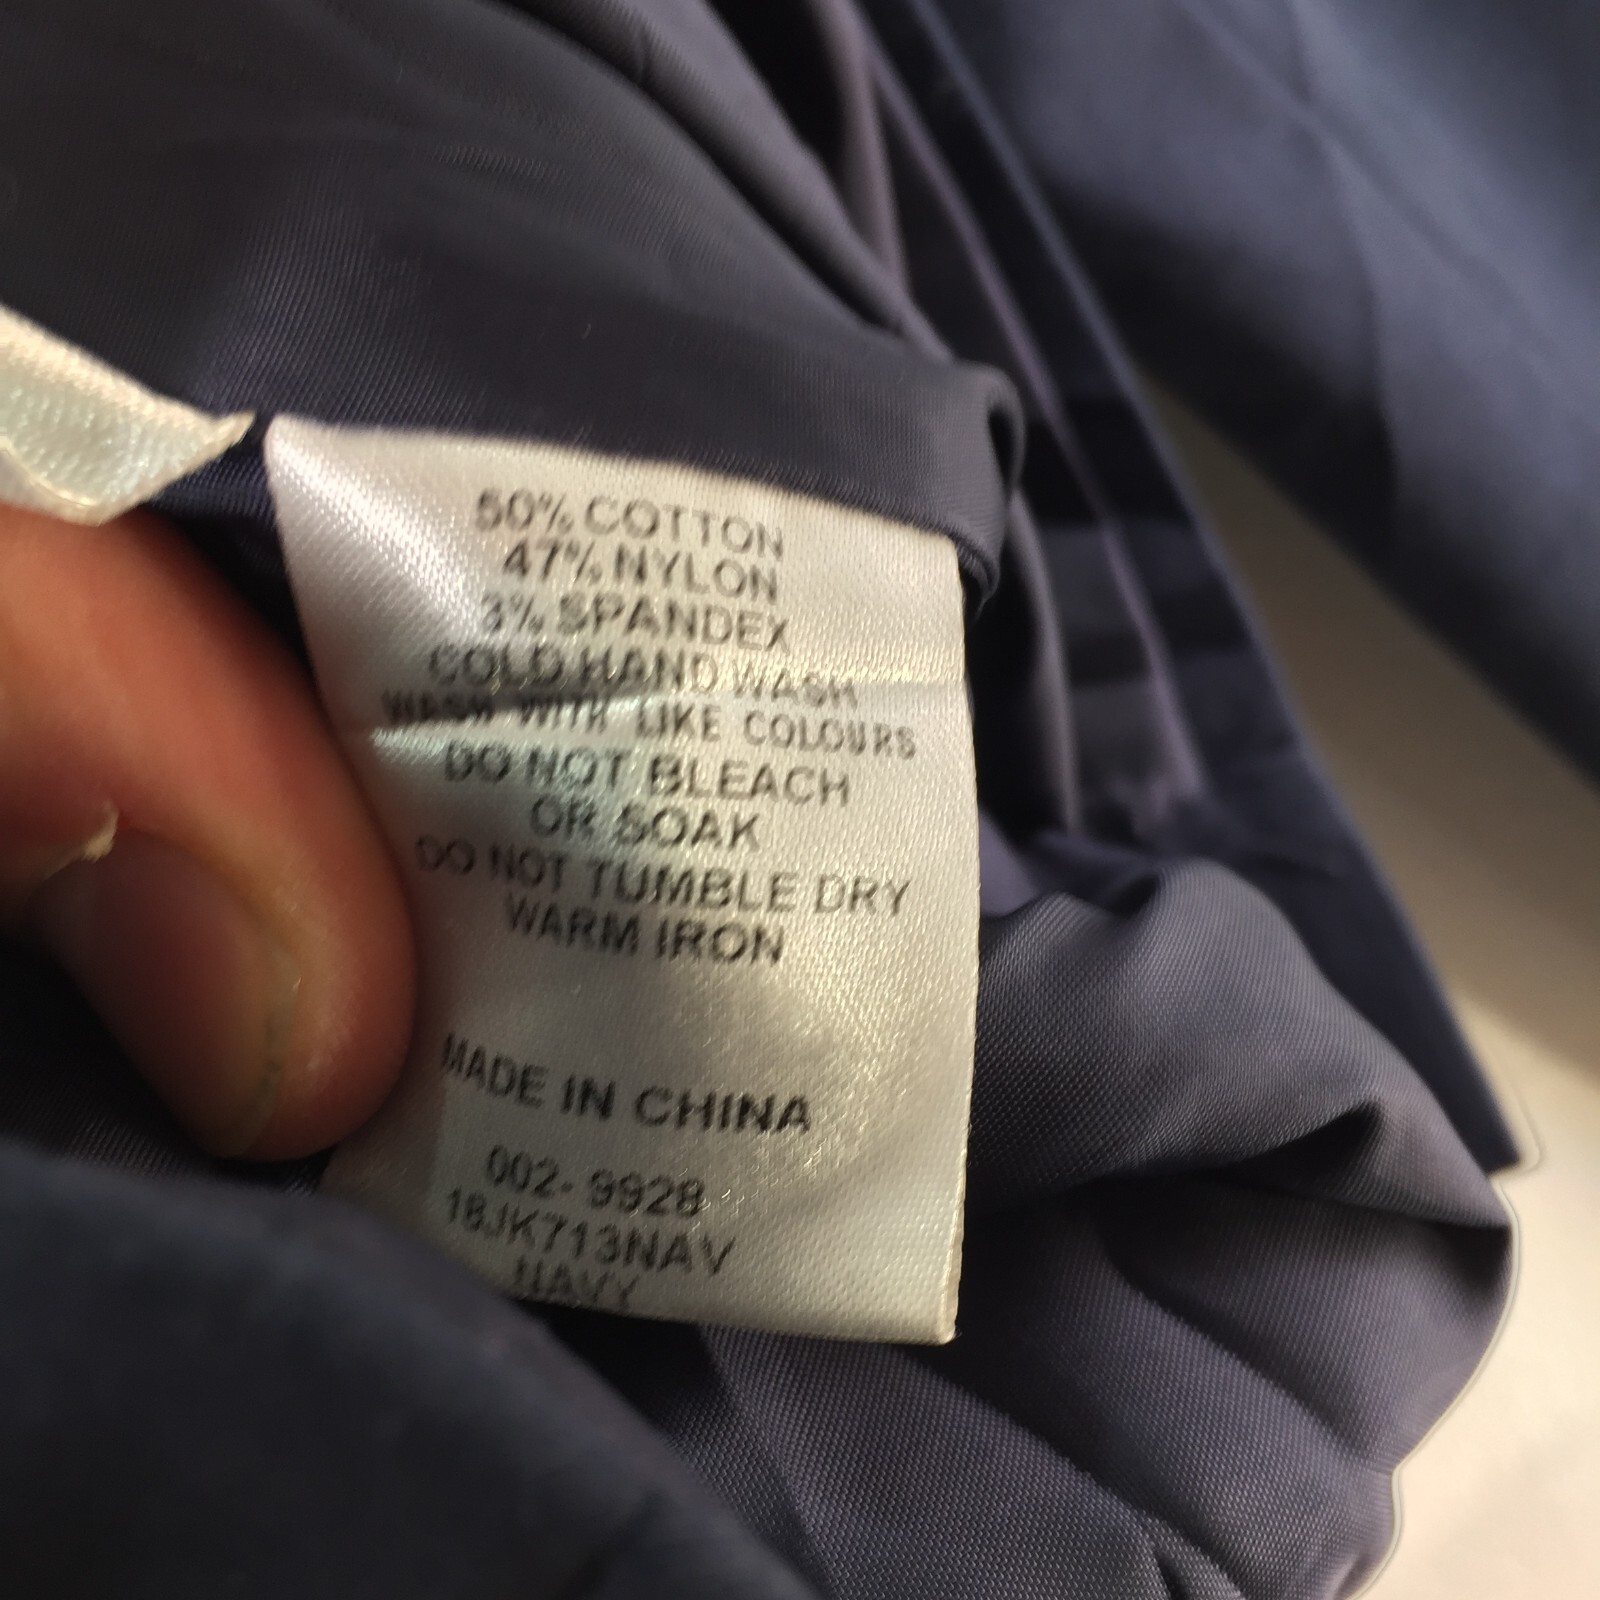 50% COTTON
47% NYLON
3% SPANDEX
COLD HAND WASH
WASH WITH LIKE COLOURS
DO NOT BLEACH
OR SOAK
DO NOT TUMBLE DRY
WARM IRON
MADE IN CHINA
002-9928
18JK713NAV
NAVY